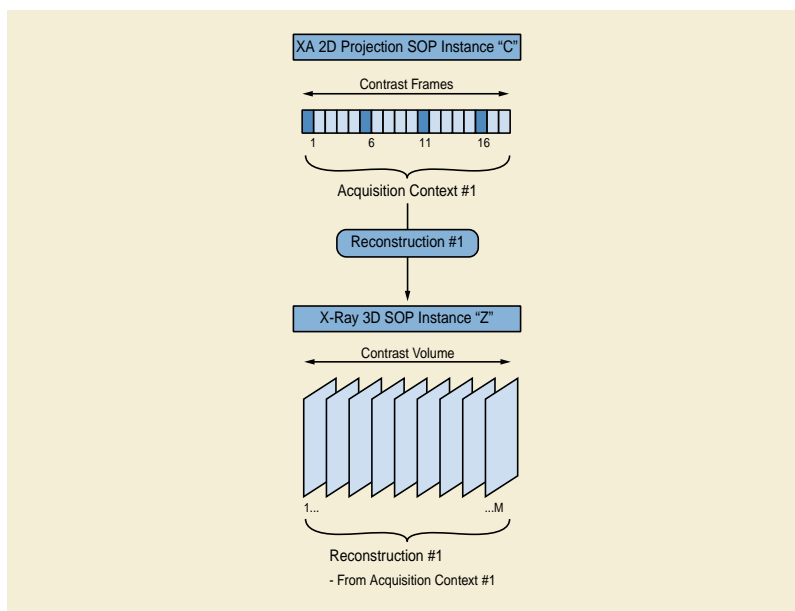 XA 2D Projection SOP Instance “C”
Contrast Frames
1 6 11 16
Acquisition Context #1
Reconstruction #1
X-Ray 3D SOP Instance “Z”
Contrast Volume
1... ...M
Reconstruction #1
- From Acquisition Context #1